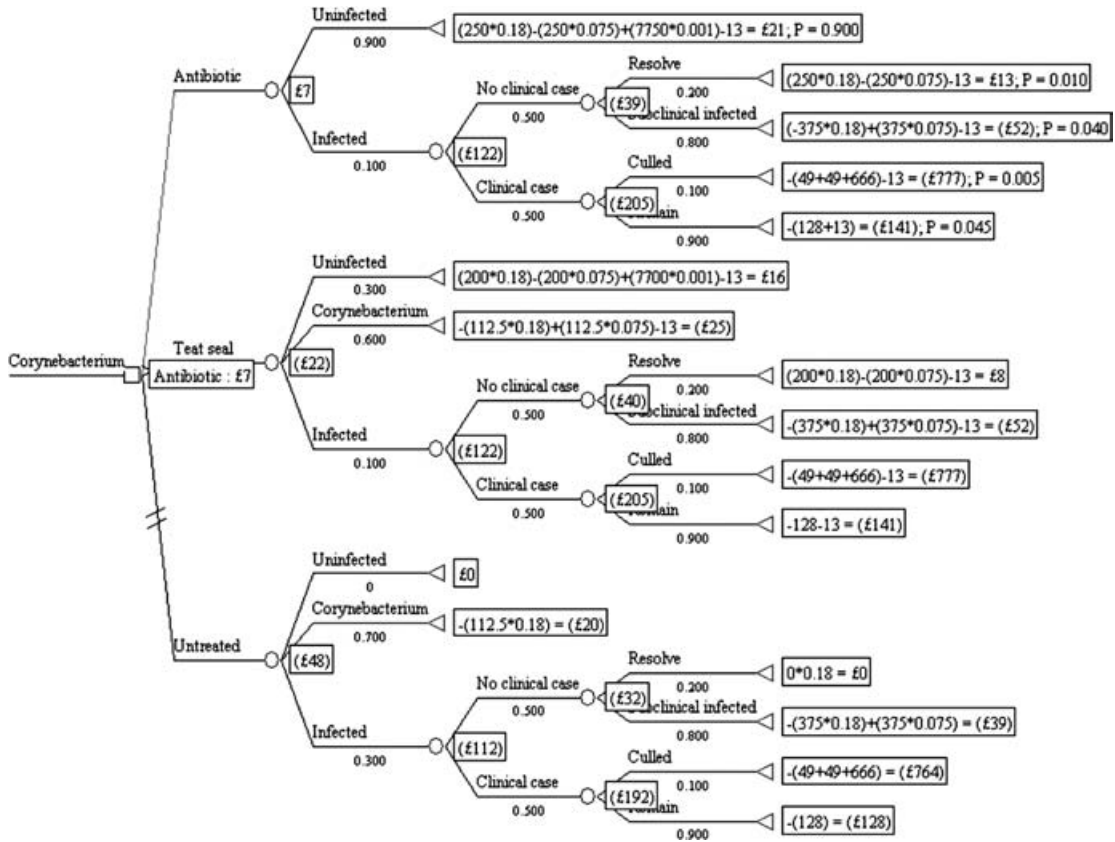 Uninfected
0.900
(250*0.18)-(250*0.075)+(7750*0.001)-13 = £21; P = 0.900
Antibiotic
£7
Resolve
0.200
(250*0.18)-(250*0.075)-13 = £13; P = 0.010
No clinical case
0.500
(£39)
Subclinical infected
0.800
(-375*0.18)+(375*0.075)-13 = (£52); P = 0.040
Infected
0.100
(£122)
Culled
0.100
-(49+49+666)-13 = (£777); P = 0.005
Clinical case
0.500
(£205)
Remain
0.900
-(128+13) = (£141); P = 0.045
Uninfected
0.300
(200*0.18)-(200*0.075)+(7700*0.001)-13 = £16
Corynebacterium
0.600
-(112.5*0.18)+(112.5*0.075)-13 = (£25)
Corynebacterium
Teat seal
Antibiotic : £7
(£22)
Resolve
0.200
(200*0.18)-(200*0.075)-13 = £8
No clinical case
0.500
(£40)
Subclinical infected
0.800
-(375*0.18)+(375*0.075)-13 = (£52)
Infected
0.100
(£122)
Culled
0.100
-(49+49+666)-13 = (£777)
Clinical case
0.500
(£205)
Remain
0.900
-128-13 = (£141)
Uninfected
0
£0
Corynebacterium
0.700
-(112.5*0.18) = (£20)
Untreated
(£48)
Resolve
0.200
0*0.18 = £0
No clinical case
0.500
(£32)
Subclinical infected
0.800
-(375*0.18)+(375*0.075) = (£39)
Infected
0.300
(£112)
Culled
0.100
-(49+49+666) = (£764)
Clinical case
0.500
(£192)
Remain
0.900
-(128) = (£128)